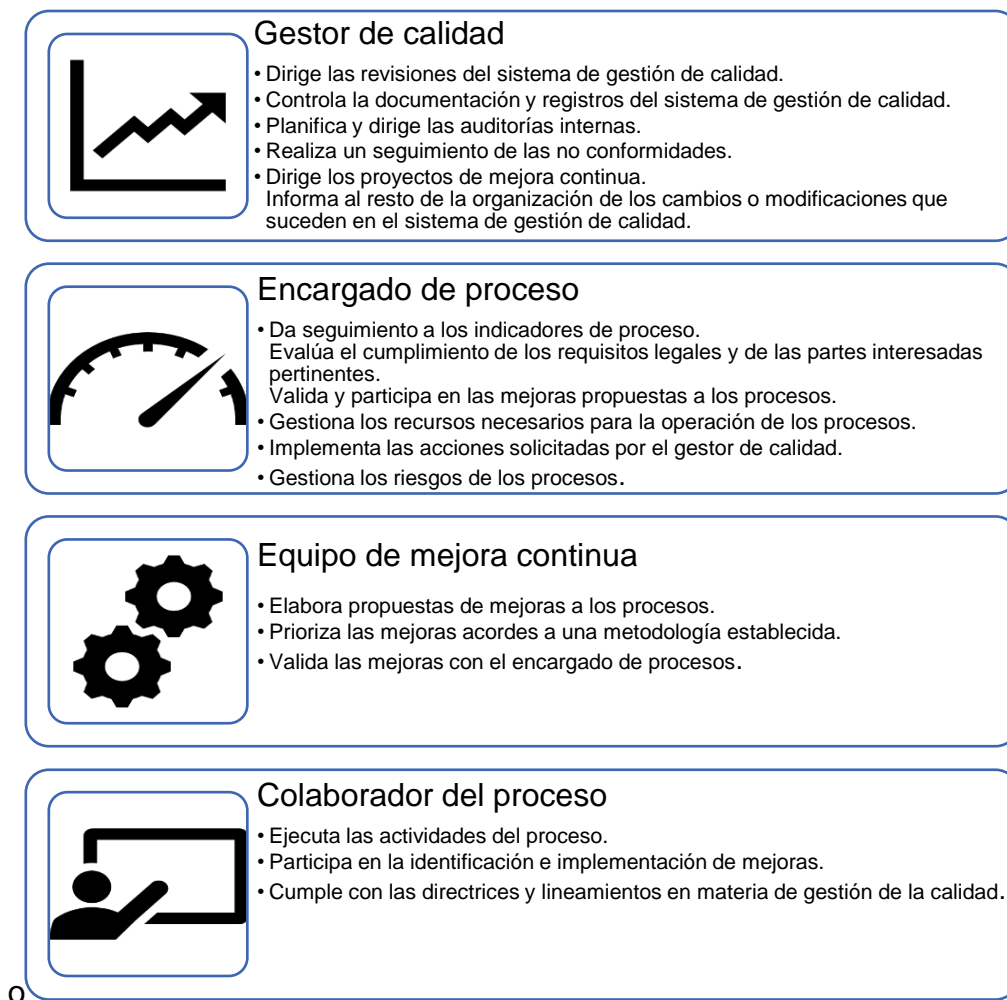 Gestor de calidad
• Dirige las revisiones del sistema de gestión de calidad.
• Controla la documentación y registros del sistema de gestión de calidad.
• Planifica y dirige las auditorías internas.
• Realiza un seguimiento de las no conformidades.
• Dirige los proyectos de mejora continua.
Informa al resto de la organización de los cambios o modificaciones que
suceden en el sistema de gestión de calidad.
Encargado de proceso
• Da seguimiento a los indicadores de proceso.
Evalúa el cumplimiento de los requisitos legales y de las partes interesadas
pertinentes.
Valida y participa en las mejoras propuestas a los procesos.
• Gestiona los recursos necesarios para la operación de los procesos.
• Implementa las acciones solicitadas por el gestor de calidad.
• Gestiona los riesgos de los procesos.
Equipo de mejora continua
• Elabora propuestas de mejoras a los procesos.
• Prioriza las mejoras acordes a una metodología establecida.
• Valida las mejoras con el encargado de procesos.
Colaborador del proceso
• Ejecuta las actividades del proceso.
• Participa en la identificación e implementación de mejoras.
• Cumple con las directrices y lineamientos en materia de gestión de la calidad.
o